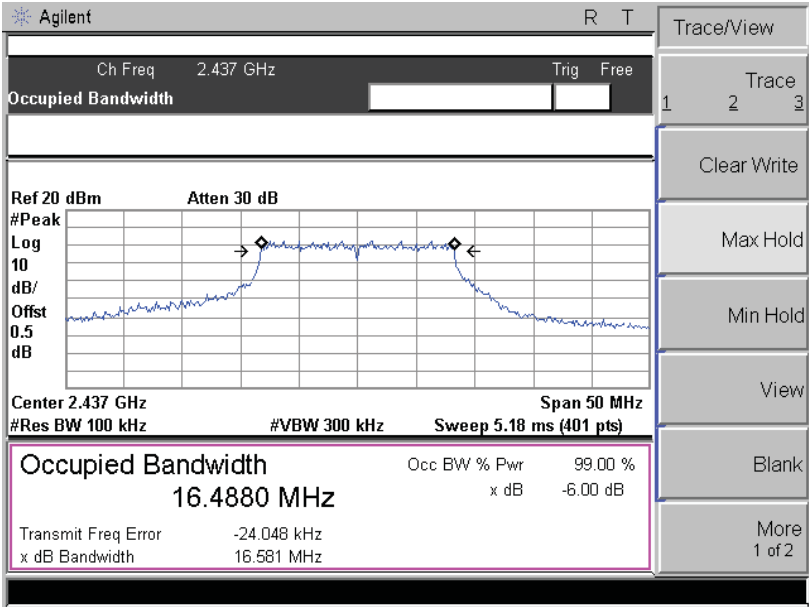 Agilent R T
Ch Freq 2.437 GHz Trig Free
Occupied Bandwidth
Ref 20 dBm Atten 30 dB
#Peak
Log
10
dB/
Offst
0.5
dB
Center 2.437 GHz Span 50 MHz
#Res BW 100 kHz #VBW 300 kHz Sweep 5.18 ms (401 pts)
Occupied Bandwidth Occ BW % Pwr 99.00 %
16.4880 MHz x dB -6.00 dB
Transmit Freq Error -24.048 kHz
x dB Bandwidth 16.581 MHz
Trace/View
Trace
1 2 3
Clear Write
Max Hold
Min Hold
View
Blank
More
1 of 2